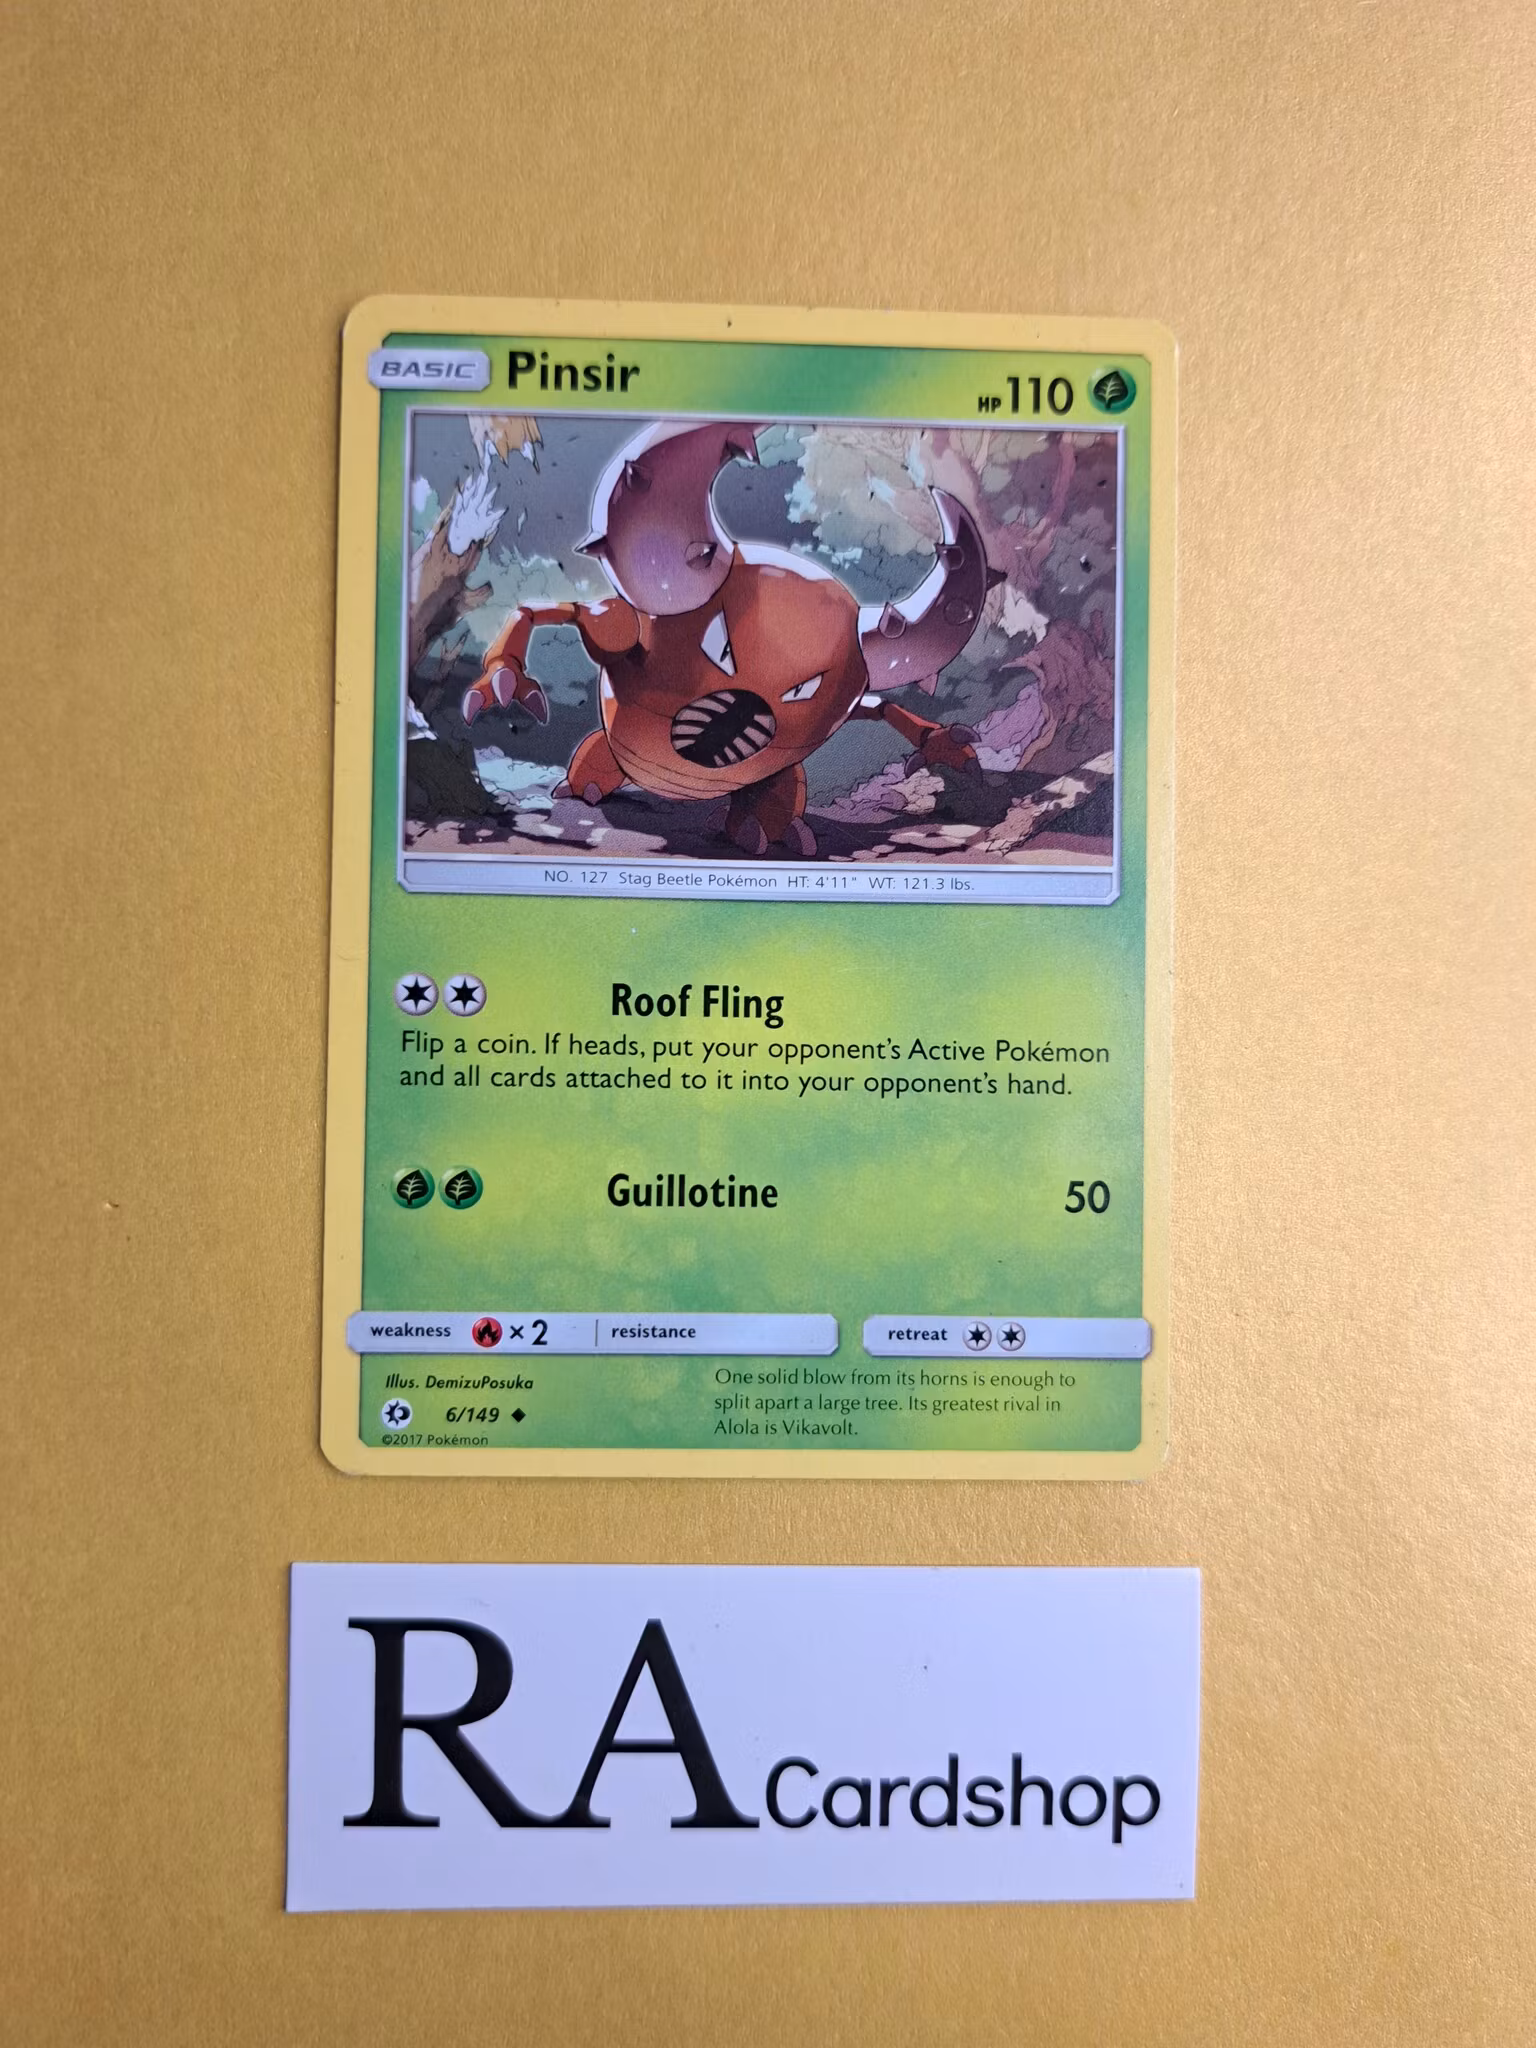 BASIC Pinsir HP 110
NO. 127 Stag Beetle Pokémon HT: 4'11" WT: 121.3 lbs.
Roof Fling
Flip a coin. If heads, put your opponent's Active Pokémon
and all cards attached to it into your opponent's hand.
Guillotine 50
weakness × 2 resistance retreat
Illus. DemizuPosuka
6/149
©2017 Pokémon
One solid blow from its horns is enough to
split apart a large tree. Its greatest rival in
Alola is Vikavolt.
RA Cardshop